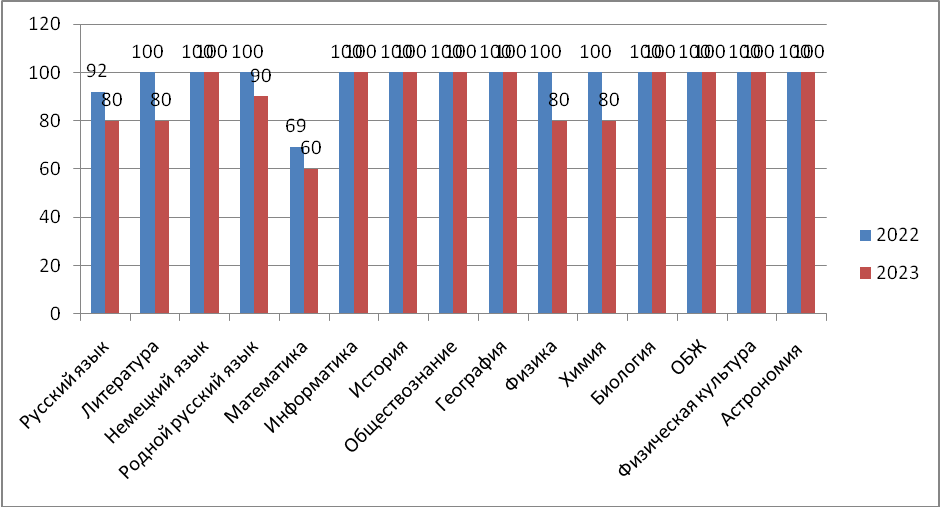 120
100
80
60
40
20
0
92 80
100 80
100 100
100 90
69 60
100 100
100 100
100 100
100 100
100 80
100 80
100 100
100 100
100 100
100 100
Русский язык
Литература
Немецкий язык
Родной русский язык
Математика
Информатика
История
Обществознание
География
Физика
Химия
Биология
ОБЖ
Физическая культура
Астрономия
2022
2023